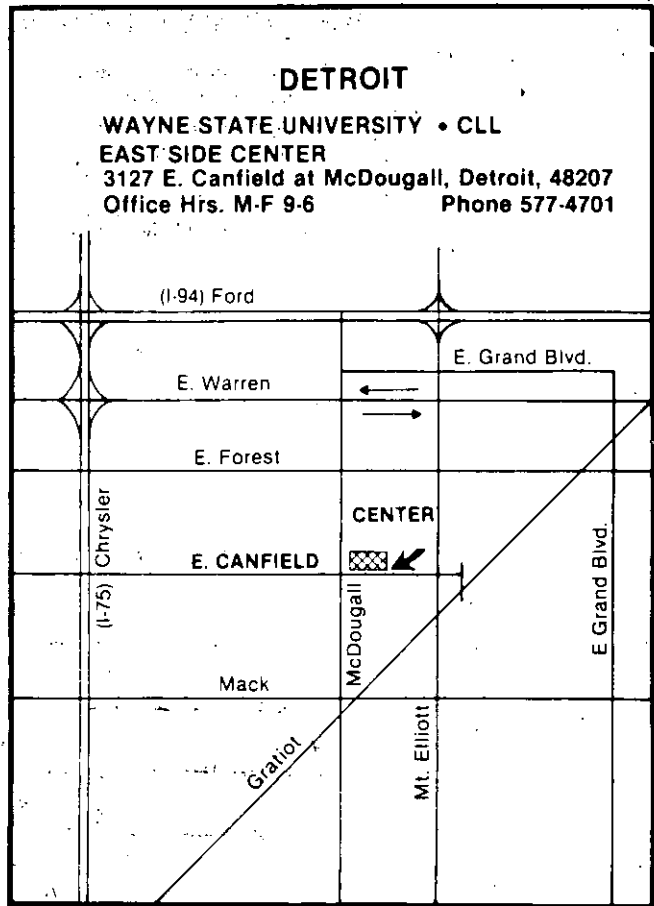 DETROIT
WAYNE STATE UNIVERSITY • CLL
EAST SIDE CENTER
3127 E. Canfield at McDougall, Detroit, 48207
Office Hrs. M-F 9-6 Phone 577-4701
(I-94) Ford
E. Grand Blvd.
E. Warren
E. Forest
CENTER
E. CANFIELD
(I-75) Chrysler
McDougall
E Grand Blvd.
Mack
Gratiot
Mt. Elliott